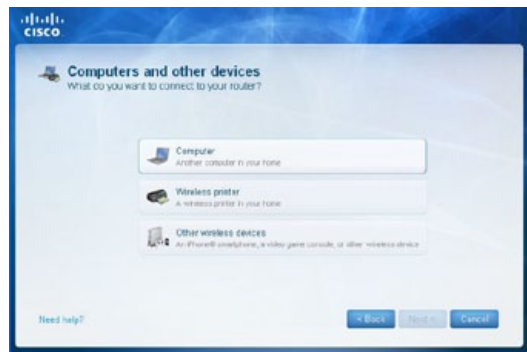 CISCO
Computers and other devices
What do you want to connect to your router?
Computer
Another computer in your home
Wireless printer
A wireless printer in your home
Other wireless devices
An iPhone® smartphone, a video game console, or other wireless device
Need help?
< Back
Next >
Cancel